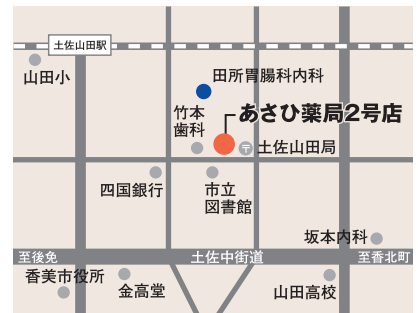 土佐山田駅
田所胃腸科内科
山田小
竹本
歯科
あさひ薬局2号店
〒
土佐山田局
四国銀行
市立
図書館
坂本内科
至後免
土佐中街道
至香北町
香美市役所
金高堂
山田高校